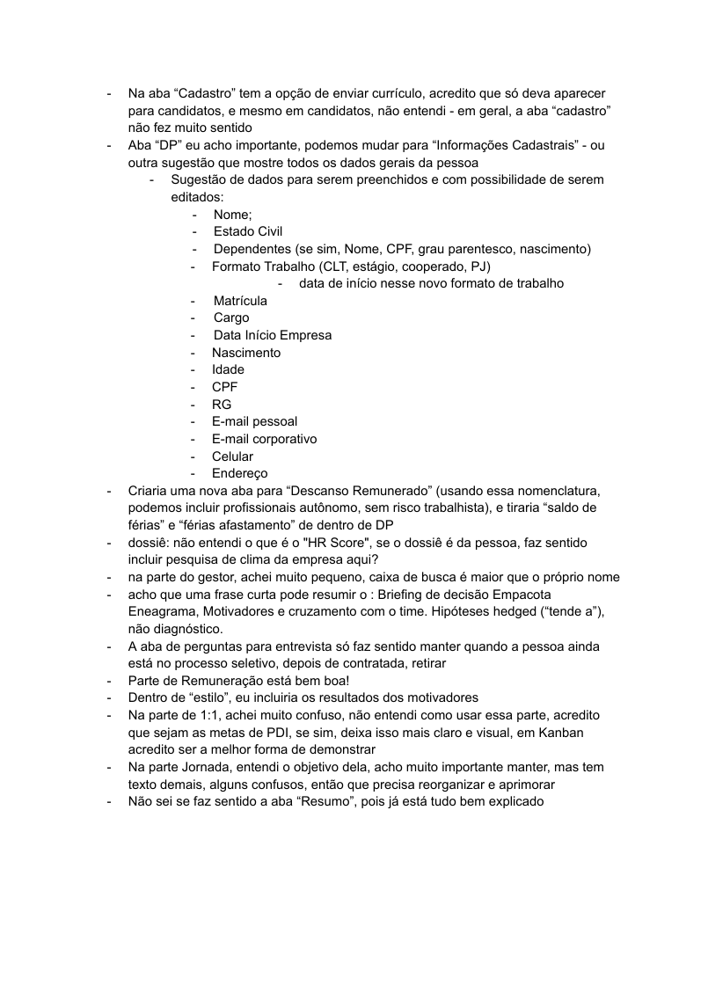 - Na aba “Cadastro” tem a opção de enviar currículo, acredito que só deva aparecer
para candidatos, e mesmo em candidatos, não entendi - em geral, a aba “cadastro”
não fez muito sentido
- Aba “DP” eu acho importante, podemos mudar para “Informações Cadastrais” - ou
outra sugestão que mostre todos os dados gerais da pessoa
- Sugestão de dados para serem preenchidos e com possibilidade de serem
editados:
- Nome;
- Estado Civil
- Dependentes (se sim, Nome, CPF, grau parentesco, nascimento)
- Formato Trabalho (CLT, estágio, cooperado, PJ)
- data de início nesse novo formato de trabalho
- Matrícula
- Cargo
- Data Início Empresa
- Nascimento
- Idade
- CPF
- RG
- E-mail pessoal
- E-mail corporativo
- Celular
- Endereço
- Criaria uma nova aba para “Descanso Remunerado” (usando essa nomenclatura,
podemos incluir profissionais autônomo, sem risco trabalhista), e tiraria “saldo de
férias” e “férias afastamento” de dentro de DP
- dossiê: não entendi o que é o "HR Score", se o dossiê é da pessoa, faz sentido
incluir pesquisa de clima da empresa aqui?
- na parte do gestor, achei muito pequeno, caixa de busca é maior que o próprio nome
- acho que uma frase curta pode resumir o : Briefing de decisão Empacota
Eneagrama, Motivadores e cruzamento com o time. Hipóteses hedged (“tende a”),
não diagnóstico.
- A aba de perguntas para entrevista só faz sentido manter quando a pessoa ainda
está no processo seletivo, depois de contratada, retirar
- Parte de Remuneração está bem boa!
- Dentro de “estilo”, eu incluiria os resultados dos motivadores
- Na parte de 1:1, achei muito confuso, não entendi como usar essa parte, acredito
que sejam as metas de PDI, se sim, deixa isso mais claro e visual, em Kanban
acredito ser a melhor forma de demonstrar
- Na parte Jornada, entendi o objetivo dela, acho muito importante manter, mas tem
texto demais, alguns confusos, então que precisa reorganizar e aprimorar
- Não sei se faz sentido a aba “Resumo”, pois já está tudo bem explicado